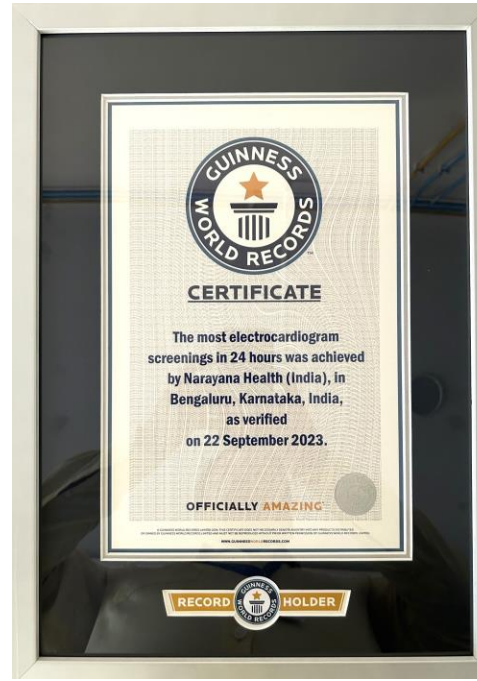 GUINNESS
WORLD RECORDS
CERTIFICATE
The most electrocardiogram
screenings in 24 hours was achieved
by Narayana Health (India), in
Bengaluru, Karnataka, India,
as verified
on 22 September 2023.
OFFICIALLY AMAZING
WWW.GUINNESSWORLDRECORDS.COM
RECORD
GUINNESS
WORLD RECORDS
HOLDER